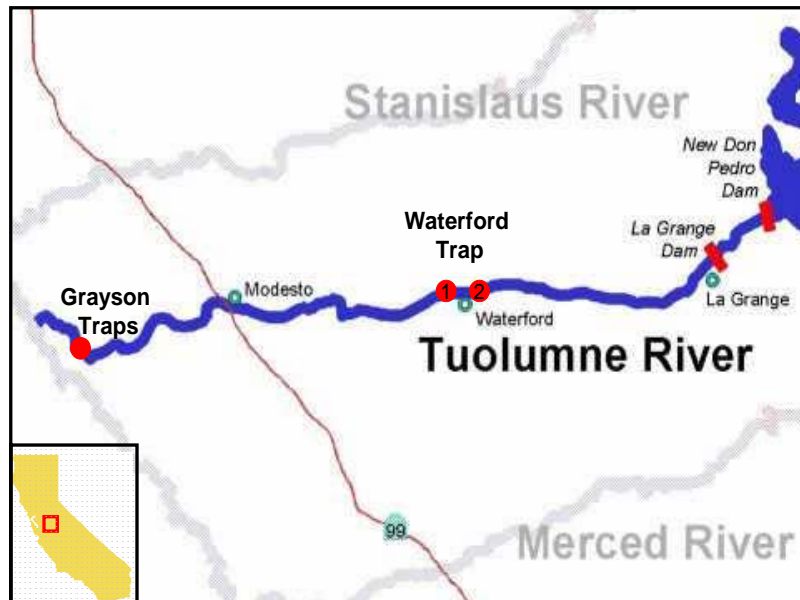 Stanislaus River
New Don
Pedro
Dam
Waterford
Trap
La Grange
Dam
Grayson
Traps
Modesto
1
2
Waterford
La Grange
Tuolumne River
99
Merced River